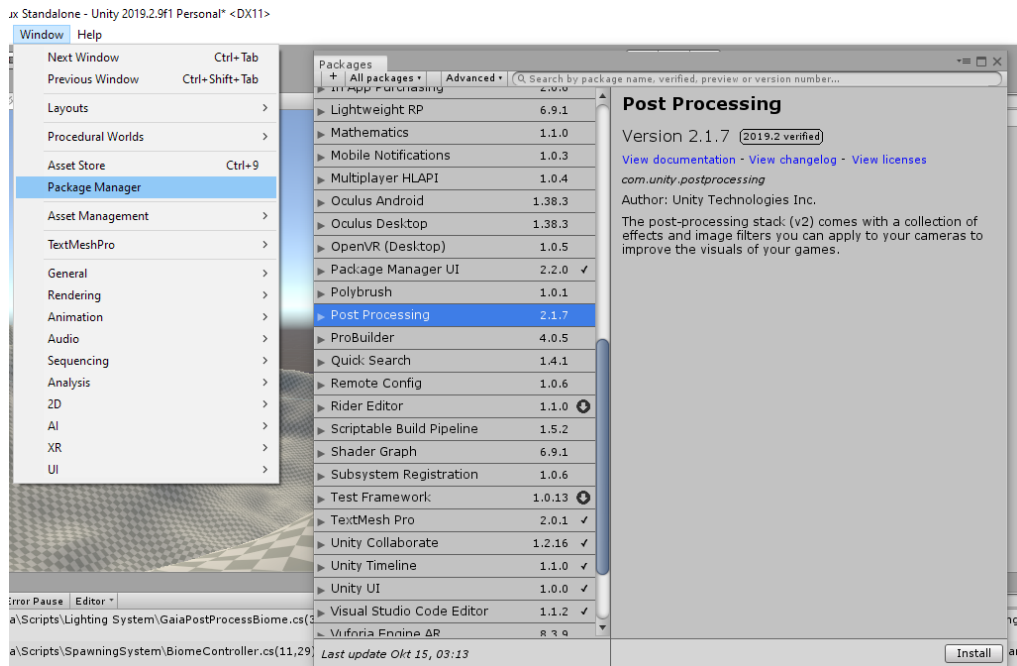 ux Standalone - Unity 2019.2.9f1 Personal* <DX11>
Window Help
Next Window Ctrl+Tab
Previous Window Ctrl+Shift+Tab
Layouts
Procedural Worlds
Asset Store Ctrl+9
Package Manager
Asset Management
TextMeshPro
General
Rendering
Animation
Audio
Sequencing
Analysis
2D
AI
XR
UI
Packages
+ All packages Advanced Search by package name, verified, preview or version number...
In App Purchasing 2.0.6
Lightweight RP 6.9.1
Mathematics 1.1.0
Mobile Notifications 1.0.3
Multiplayer HLAPI 1.0.4
Oculus Android 1.38.3
Oculus Desktop 1.38.3
OpenVR (Desktop) 1.0.5
Package Manager UI 2.2.0 ✓
Polybrush 1.0.1
Post Processing 2.1.7
ProBuilder 4.0.5
Quick Search 1.4.1
Remote Config 1.0.6
Rider Editor 1.1.0
Scriptable Build Pipeline 1.5.2
Shader Graph 6.9.1
Subsystem Registration 1.0.6
Test Framework 1.0.13
TextMesh Pro 2.0.1 ✓
Unity Collaborate 1.2.16 ✓
Unity Timeline 1.1.0 ✓
Unity UI 1.0.0 ✓
Visual Studio Code Editor 1.1.2 ✓
Vuforia Engine AR 8.3.9
Last update Okt 15, 03:13
Post Processing
Version 2.1.7 2019.2 verified
View documentation - View changelog - View licenses
com.unity.postprocessing
Author: Unity Technologies Inc.
The post-processing stack (v2) comes with a collection of
effects and image filters you can apply to your cameras to
improve the visuals of your games.
Install
Error Pause Editor
a\Scripts\Lighting System\GaiaPostProcessBiome.cs(3
a\Scripts\SpawningSystem\BiomeController.cs(11,29)